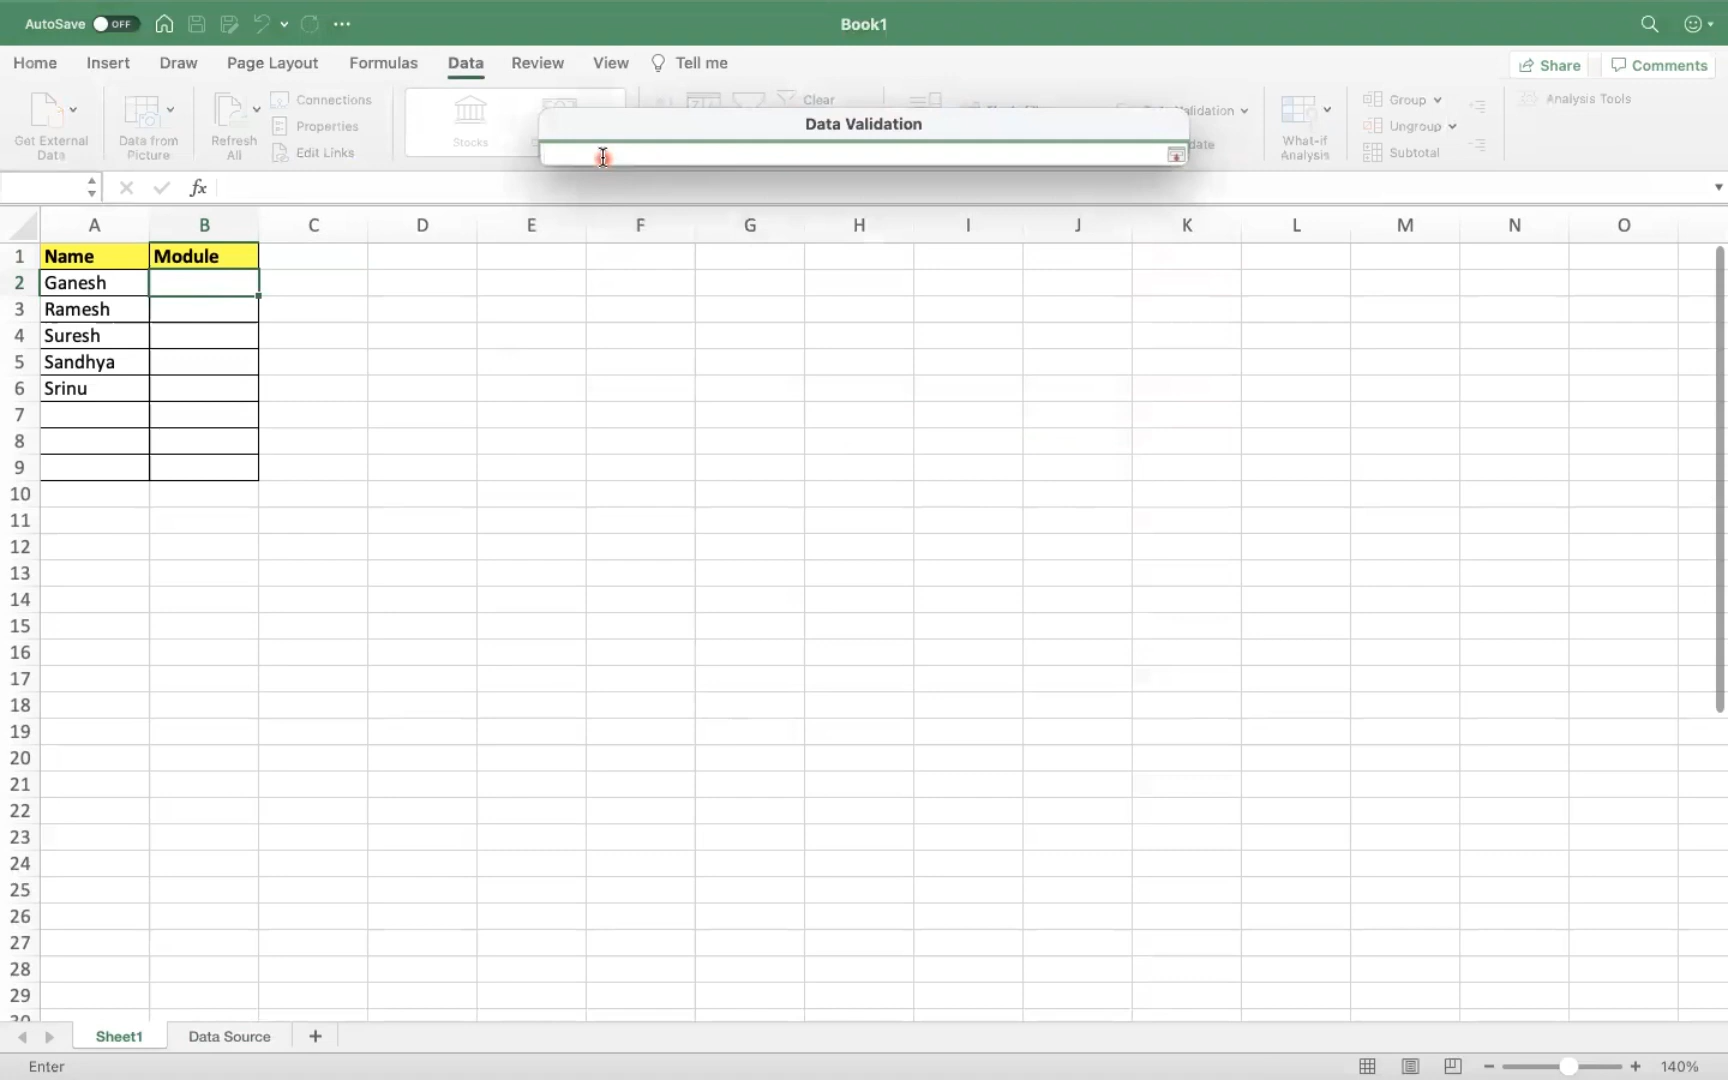 AutoSave OFF
Book1
Home Insert Draw Page Layout Formulas Data Review View Tell me
Share Comments
Get External Data
Data from Picture
Refresh All
Connections
Properties
Edit Links
Stocks
Clear
Data Validation
What-if Analysis
Group
Ungroup
Subtotal
Analysis Tools
fx
A B C D E F G H I J K L M N O
1 Name Module
2 Ganesh
3 Ramesh
4 Suresh
5 Sandhya
6 Srinu
7
8
9
10
11
12
13
14
15
16
17
18
19
20
21
22
23
24
25
26
27
28
29
Sheet1 Data Source +
Enter
140%